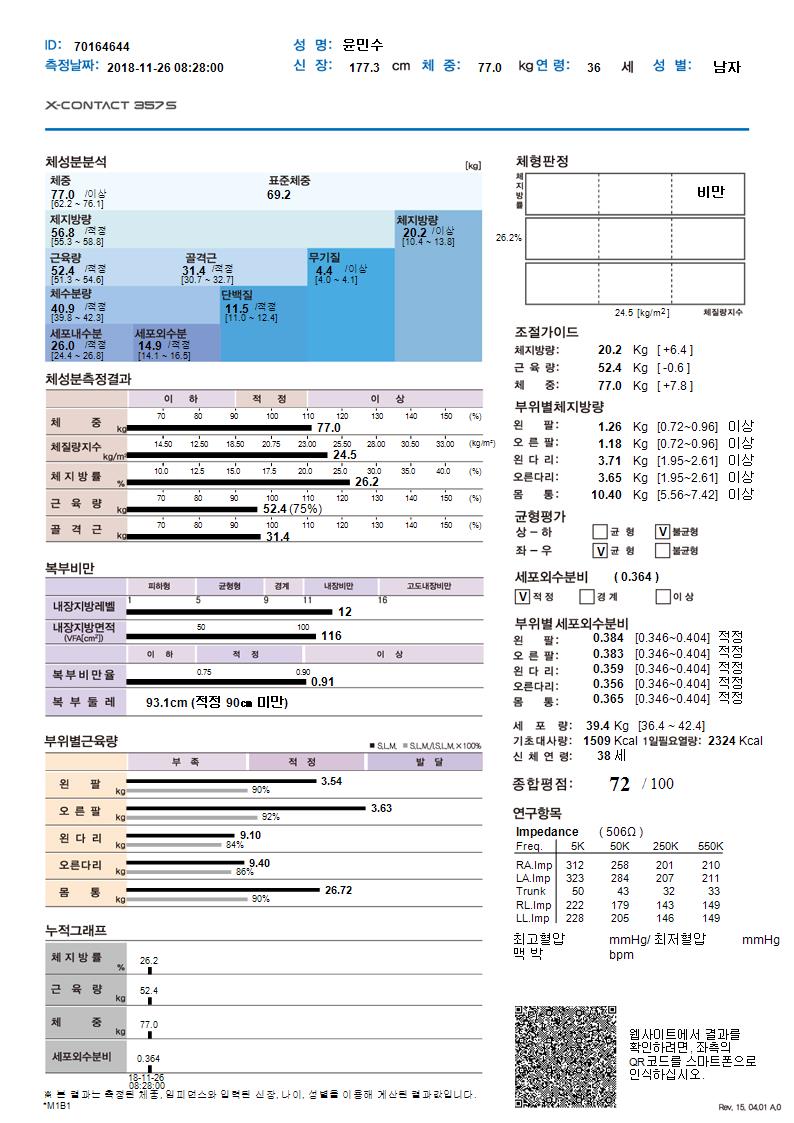 ID: 70164644 성 명: 윤민수
측정날짜: 2018-11-26 08:28:00 신 장: 177.3 cm 체 중: 77.0 kg 연 령: 36 세 성 별: 남자
X-CONTACT 357S
체성분분석 [kg]
체중 표준체중
77.0 /이상 69.2
[62.2 ~ 76.1]
제지방량 체지방량
56.8 /적정 20.2 /이상
[55.3 ~ 58.8] [10.4 ~ 13.8]
근육량 골격근 무기질
52.4 /적정 31.4 /적정 4.4 /이상
[51.3 ~ 54.6] [30.7 ~ 32.7] [4.0 ~ 4.1]
체수분량 단백질
40.9 /적정 11.5 /적정
[39.8 ~ 42.3] [11.0 ~ 12.4]
세포내수분 세포외수분
26.0 /적정 14.9 /적정
[24.4 ~ 26.8] [14.1 ~ 16.5]
체성분측정결과
이 하 적 정 이 상
체 중 kg 70 80 90 100 110 120 130 140 150 (%)
77.0
체질량지수 kg/m² 14.50 12.50 18.50 20.75 23.00 25.50 28.00 30.50 33.00 (kg/m²)
24.5
체 지 방 률 % 10.0 12.5 15.0 17.5 20.0 25.0 30.0 35.0 40.0 (%)
26.2
근 육 량 kg 70 80 90 100 110 120 130 140 150 (%)
52.4 (75%)
골 격 근 kg 70 80 90 100 110 120 130 140 150 (%)
31.4
복부비만
피하형 균형형 경계 내장비만 고도내장비만
내장지방레벨 1 5 9 11 16
12
내장지방면적 (VFA[cm²]) 50 100
116
이 하 적 정 이 상
복 부 비 만 율 0.75 0.90
0.91
복 부 둘 레 93.1cm (적정 90㎝ 미만)
부위별근육량 ■ S.L.M. ■ S.L.M./I.S.L.M.×100%
부 족 적 정 발 달
왼 팔 kg 3.54
90%
오 른 팔 kg 3.63
92%
왼 다 리 kg 9.10
84%
오른다리 kg 9.40
86%
몸 통 kg 26.72
90%
누적그래프
체 지 방 률 % 26.2
근 육 량 kg 52.4
체 중 kg 77.0
세포외수분비 0.364
18-11-26
08:28:00
※ 본 결과는 측정된 체중, 임피던스와 입력된 신장, 나이, 성별를 이용해 계산된 결과값입니다.
*M1B1
체형판정
체지방률 비만
26.2%
24.5 [kg/m²] 체질량지수
조절가이드
체지방량: 20.2 Kg [ +6.4 ]
근 육 량: 52.4 Kg [ -0.6 ]
체 중: 77.0 Kg [ +7.8 ]
부위별체지방량
왼 팔: 1.26 Kg [0.72~0.96] 이상
오 른 팔: 1.18 Kg [0.72~0.96] 이상
왼 다 리: 3.71 Kg [1.95~2.61] 이상
오른다리: 3.65 Kg [1.95~2.61] 이상
몸 통: 10.40 Kg [5.56~7.42] 이상
균형평가
상 – 하 균 형 V 불균형
좌 – 우 V 균 형 불균형
세포외수분비 ( 0.364 )
V 적 정 경 계 이 상
부위별 세포외수분비
왼 팔: 0.384 [0.346~0.404] 적정
오 른 팔: 0.383 [0.346~0.404] 적정
왼 다 리: 0.359 [0.346~0.404] 적정
오른다리: 0.356 [0.346~0.404] 적정
몸 통: 0.365 [0.346~0.404] 적정
세 포 량: 39.4 Kg [36.4 ~ 42.4]
기초대사량: 1509 Kcal 1일필요열량: 2324 Kcal
신 체 연 령: 38 세
종합평점: 72 / 100
연구항목
Impedance ( 506Ω )
Freq. 5K 50K 250K 550K
RA.Imp 312 258 201 210
LA.Imp 323 284 207 211
Trunk 50 43 32 33
RL.Imp 222 179 143 149
LL.Imp 228 205 146 149
최고혈압 mmHg/ 최저혈압 mmHg
맥 박 bpm
웹사이트에서 결과를
확인하려면, 좌측의
QR코드를 스마트폰으로
인식하십시오.
Rev. 15. 04.01 A.0